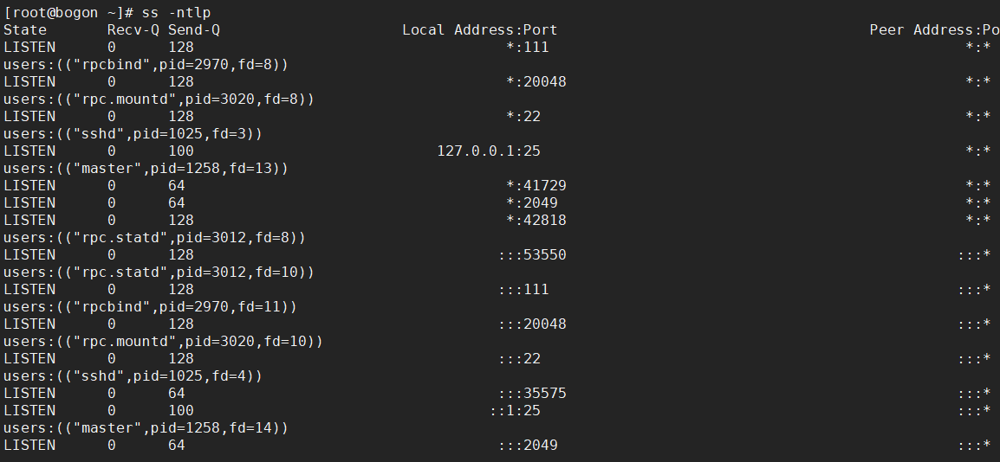 [root@bogon ~]# ss -ntlp
State       Recv-Q Send-Q                     Local Address:Port                                    Peer Address:Po
LISTEN      0      128                                    *:111                                                *:*
users:(("rpcbind",pid=2970,fd=8))
LISTEN      0      128                                    *:20048                                              *:*
users:(("rpc.mountd",pid=3020,fd=8))
LISTEN      0      128                                    *:22                                                 *:*
users:(("sshd",pid=1025,fd=3))
LISTEN      0      100                            127.0.0.1:25                                                 *:*
users:(("master",pid=1258,fd=13))
LISTEN      0      64                                     *:41729                                              *:*
LISTEN      0      64                                     *:2049                                               *:*
LISTEN      0      128                                    *:42818                                              *:*
users:(("rpc.statd",pid=3012,fd=8))
LISTEN      0      128                                   :::53550                                             :::*
users:(("rpc.statd",pid=3012,fd=10))
LISTEN      0      128                                   :::111                                               :::*
users:(("rpcbind",pid=2970,fd=11))
LISTEN      0      128                                   :::20048                                             :::*
users:(("rpc.mountd",pid=3020,fd=10))
LISTEN      0      128                                   :::22                                                :::*
users:(("sshd",pid=1025,fd=4))
LISTEN      0      64                                    :::35575                                             :::*
LISTEN      0      100                                  ::1:25                                                :::*
users:(("master",pid=1258,fd=14))
LISTEN      0      64                                    :::2049                                              :::*